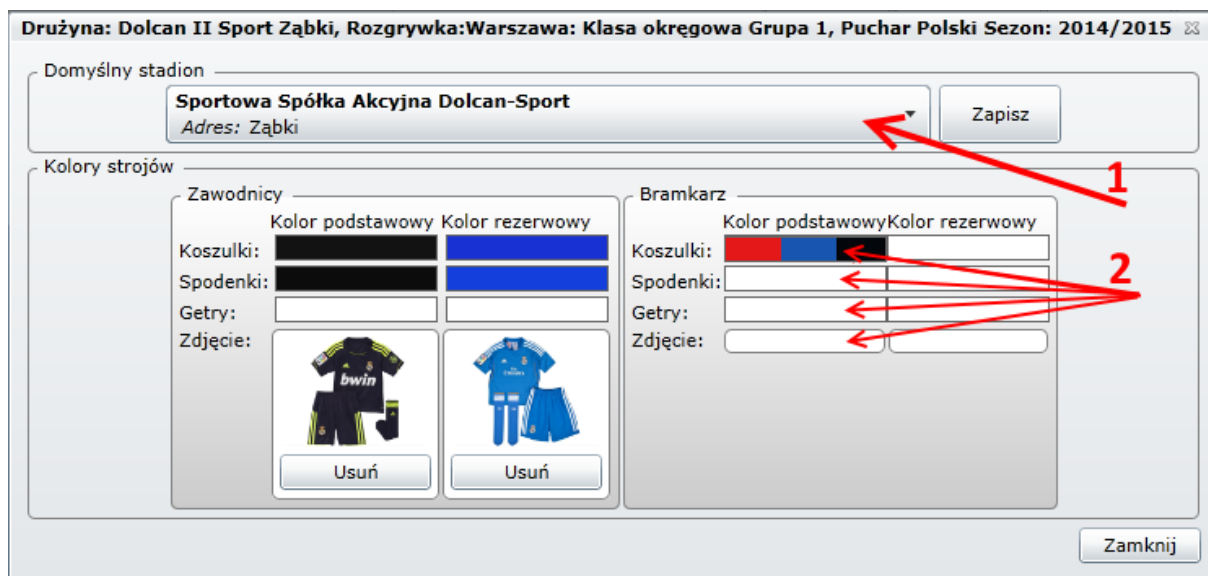 Drużyna: Dolcan II Sport Ząbki, Rozgrywka:Warszawa: Klasa okręgowa Grupa 1, Puchar Polski Sezon: 2014/2015
Domyślny stadion
Sportowa Spółka Akcyjna Dolcan-Sport
Adres: Ząbki
Zapisz
1
Kolory strojów
Zawodnicy
Kolor podstawowy Kolor rezerwowy
Koszulki:
Spodenki:
Getry:
Zdjęcie:
bwin
Usuń
Usuń
Bramkarz
Kolor podstawowy Kolor rezerwowy
Koszulki:
Spodenki:
Getry:
Zdjęcie:
2
Zamknij